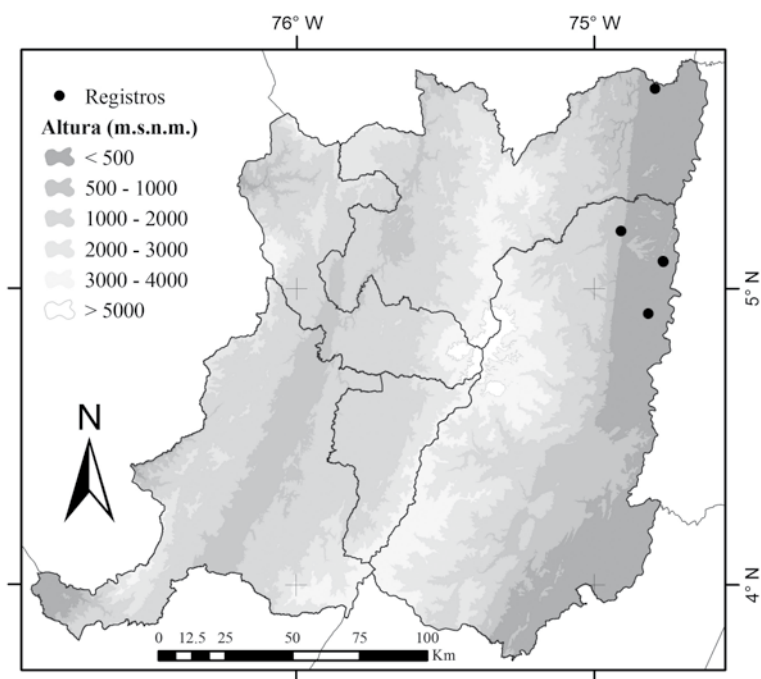 76° W
75° W
Registros
Altura (m.s.n.m.)
< 500
500 - 1000
1000 - 2000
2000 - 3000
3000 - 4000
> 5000
5° N
N
4° N
0 12.5 25 50 75 100
Km